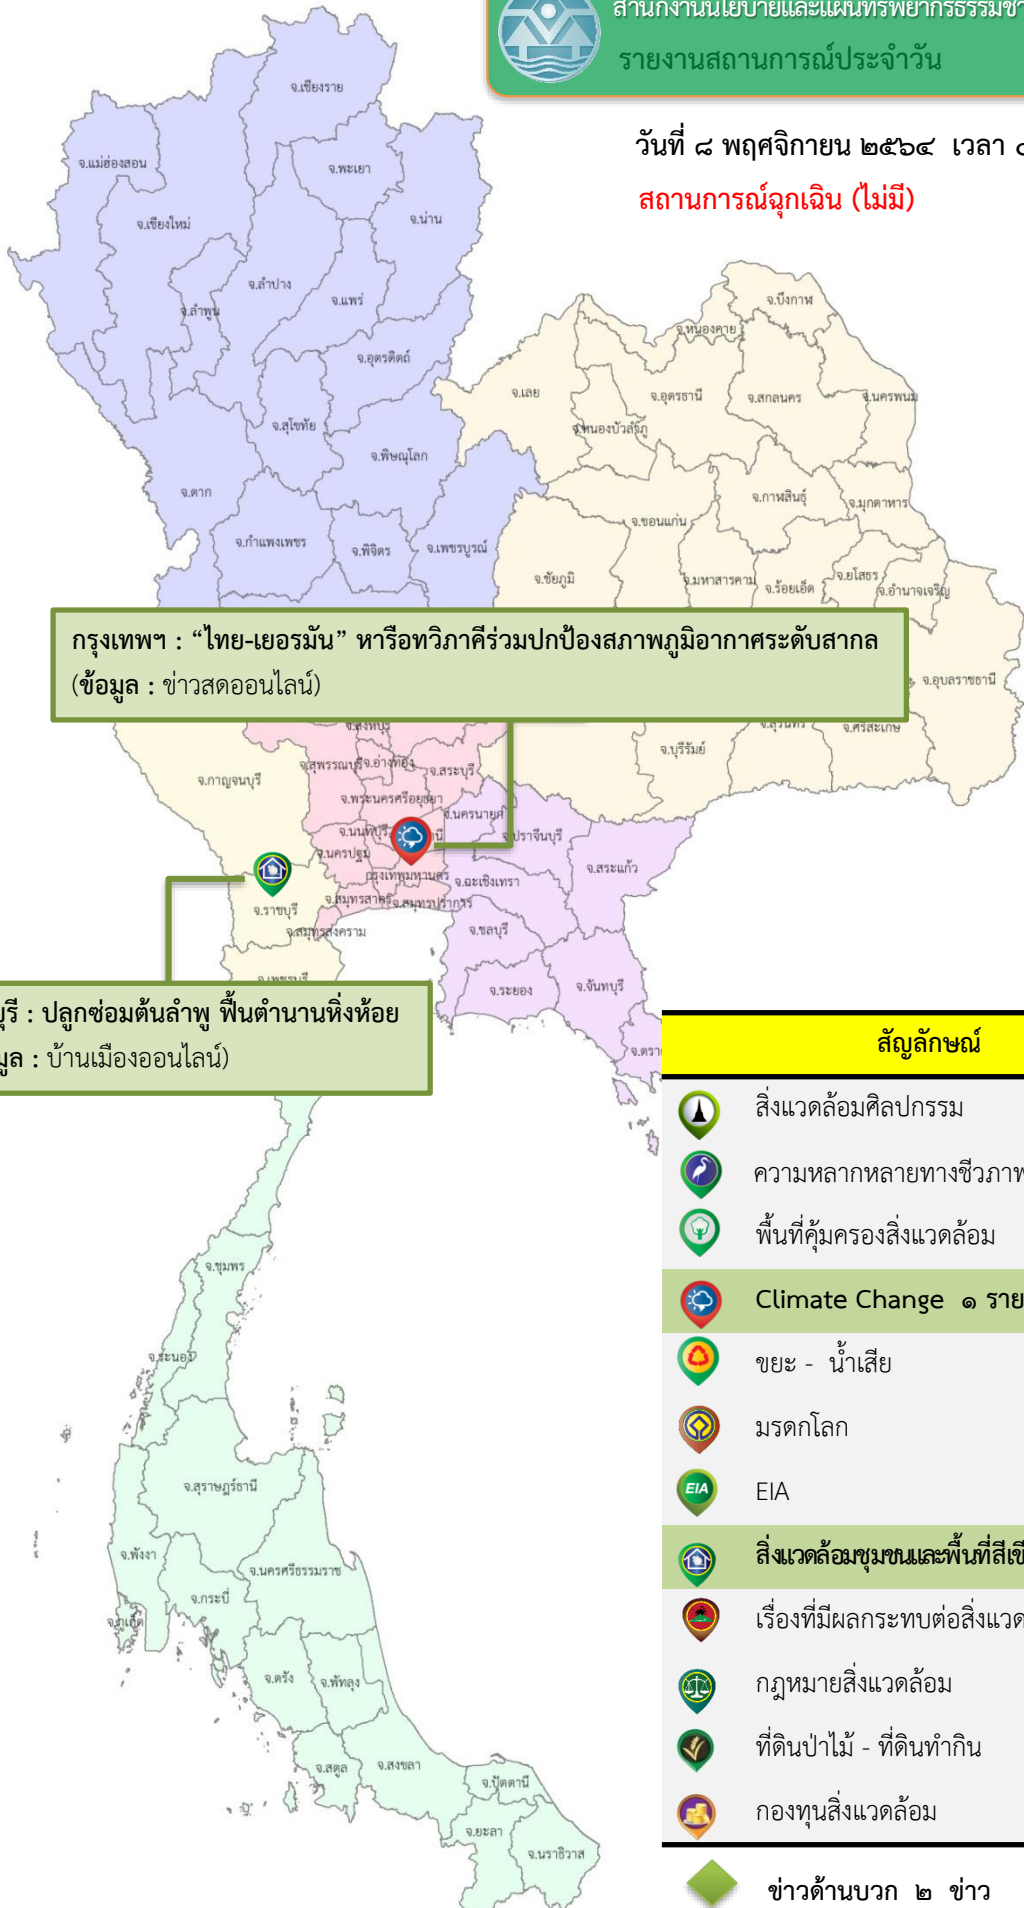 สำนักงานนโยบายและแผนทรัพยากรธรรมชา
รายงานสถานการณ์ประจำวัน
วันที่ ๘ พฤศจิกายน ๒๕๖๔ เวลา ๐
สถานการณ์ฉุกเฉิน (ไม่มี)
จ.เชียงราย
จ.แม่ฮ่องสอน
จ.พะเยา
จ.เชียงใหม่
จ.น่าน
จ.ลำปาง
จ.แพร่
จ.ลำพูน
จ.อุตรดิตถ์
จ.สุโขทัย
จ.พิษณุโลก
จ.ตาก
จ.กำแพงเพชร
จ.พิจิตร
จ.เพชรบูรณ์
จ.บึงกาฬ
จ.หนองคาย
จ.เลย
จ.อุดรธานี
จ.สกลนคร
จ.นครพนม
จ.หนองบัวลำภู
จ.กาฬสินธุ์
จ.มุกดาหาร
จ.ขอนแก่น
จ.ชัยภูมิ
จ.มหาสารคาม
จ.ร้อยเอ็ด
จ.ยโสธร
จ.อำนาจเจริญ
กรุงเทพฯ : “ไทย-เยอรมัน” หารือทวิภาคีร่วมปกป้องสภาพภูมิอากาศระดับสากล
(ข้อมูล : ข่าวสดออนไลน์)
จ.อุบลราชธานี
จ.สิงห์บุรี
จ.สุรินทร์
จ.ศรีสะเกษ
จ.บุรีรัมย์
จ.กาญจนบุรี
จ.สุพรรณบุรี
จ.อ่างทอง
จ.สระบุรี
จ.พระนครศรีอยุธยา
จ.นครนายก
จ.นนทบุรี
นี
จ.ปราจีนบุรี
จ.นครปฐม
จ.สระแก้ว
กรุงเทพมหานคร
จ.ฉะเชิงเทรา
จ.ราชบุรี
จ.สมุทรสาคร
จ.สมุทรปราการ
จ.สมุทรสงคราม
จ.ชลบุรี
จ.เพชรบุรี
จ.ระยอง
จ.จันทบุรี
จ.ตรา
บุรี : ปลูกซ่อมต้นลำพู ฟื้นตำนานหิ่งห้อย
มูล : บ้านเมืองออนไลน์)
จ.ชุมพร
จ.ระนอง
จ.สุราษฎร์ธานี
จ.พังงา
จ.นครศรีธรรมราช
จ.กระบี่
จ.ภูเก็ต
จ.ตรัง
จ.พัทลุง
จ.สตูล
จ.สงขลา
จ.ปัตตานี
จ.ยะลา
จ.นราธิวาส
สัญลักษณ์
สิ่งแวดล้อมศิลปกรรม
ความหลากหลายทางชีวภาพ
พื้นที่คุ้มครองสิ่งแวดล้อม
Climate Change ๑ ราย
ขยะ - น้ำเสีย
มรดกโลก
EIA
EIA
สิ่งแวดล้อมชุมชนและพื้นที่สีเขี
เรื่องที่มีผลกระทบต่อสิ่งแวด
กฎหมายสิ่งแวดล้อม
ที่ดินป่าไม้ - ที่ดินทำกิน
กองทุนสิ่งแวดล้อม
ข่าวด้านบวก ๒ ข่าว